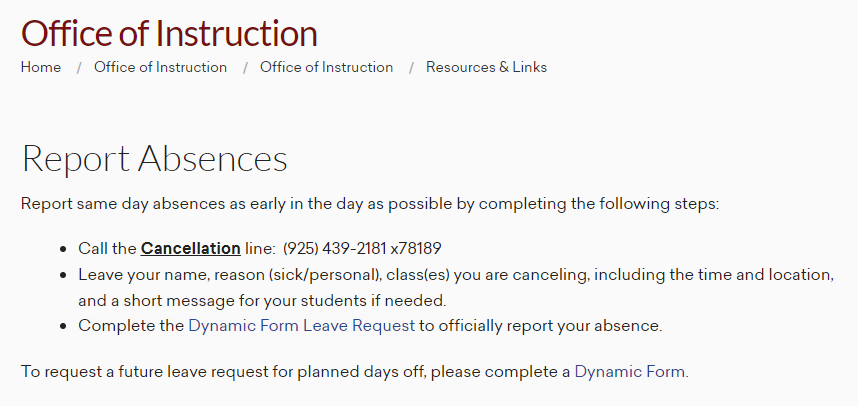 Office of Instruction
Home / Office of Instruction / Office of Instruction / Resources & Links
Report Absences
Report same day absences as early in the day as possible by completing the following steps:
• Call the Cancellation line: (925) 439-2181 x78189
• Leave your name, reason (sick/personal), class(es) you are canceling, including the time and location,
and a short message for your students if needed.
• Complete the Dynamic Form Leave Request to officially report your absence.
To request a future leave request for planned days off, please complete a Dynamic Form.